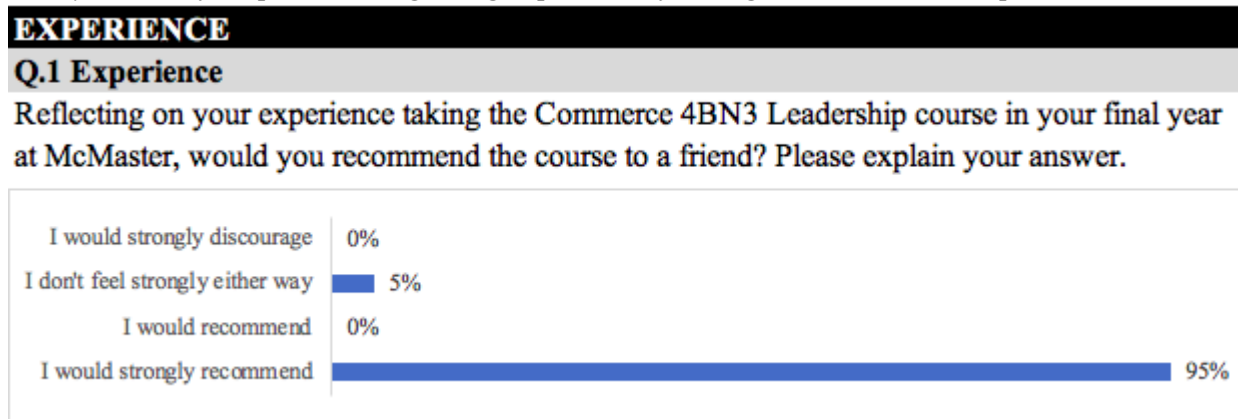 EXPERIENCE
Q.1 Experience
Reflecting on your experience taking the Commerce 4BN3 Leadership course in your final year
at McMaster, would you recommend the course to a friend? Please explain your answer.
I would strongly discourage 0%
I don't feel strongly either way 5%
I would recommend 0%
I would strongly recommend 95%